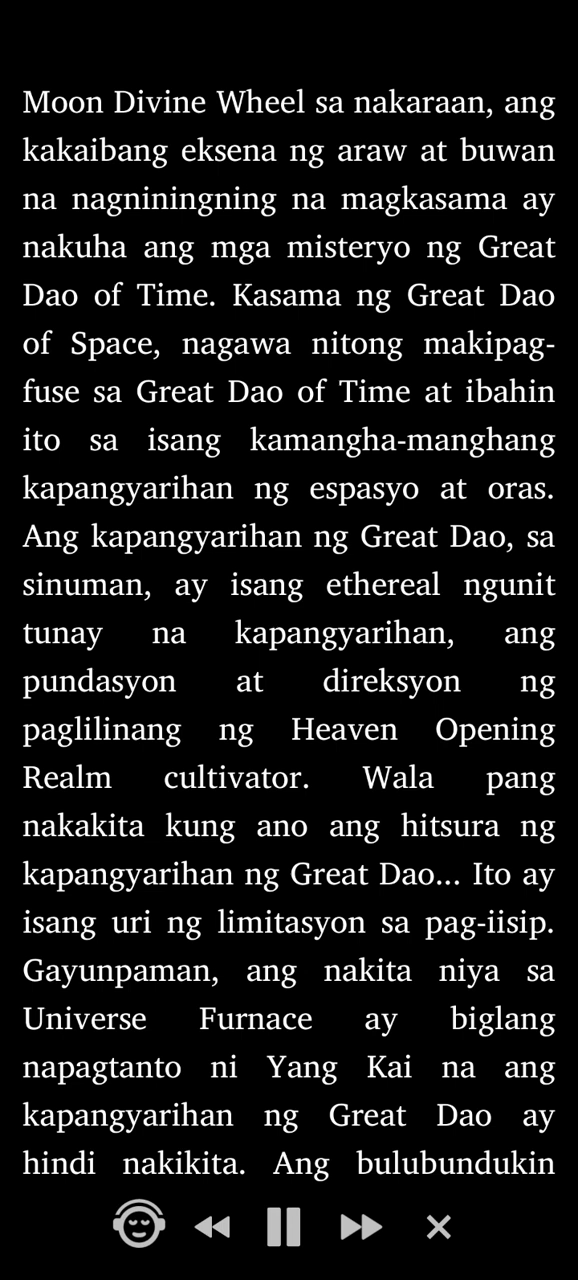 Moon Divine Wheel sa nakaraan, ang
kakaibang eksena ng araw at buwan
na nagniningning na magkasama ay
nakuha ang mga misteryo ng Great
Dao of Time. Kasama ng Great Dao
of Space, nagawa nitong makipag-
fuse sa Great Dao of Time at ibahin
ito sa isang kamangha-manghang
kapangyarihan ng espasyo at oras.
Ang kapangyarihan ng Great Dao, sa
sinuman, ay isang ethereal ngunit
tunay na kapangyarihan, ang
pundasyon at direksyon ng
paglilinang ng Heaven Opening
Realm cultivator. Wala pang
nakakita kung ano ang hitsura ng
kapangyarihan ng Great Dao... Ito ay
isang uri ng limitasyon sa pag-iisip.
Gayunpaman, ang nakita niya sa
Universe Furnace ay biglang
napagtanto ni Yang Kai na ang
kapangyarihan ng Great Dao ay
hindi nakikita. Ang bulubundukin